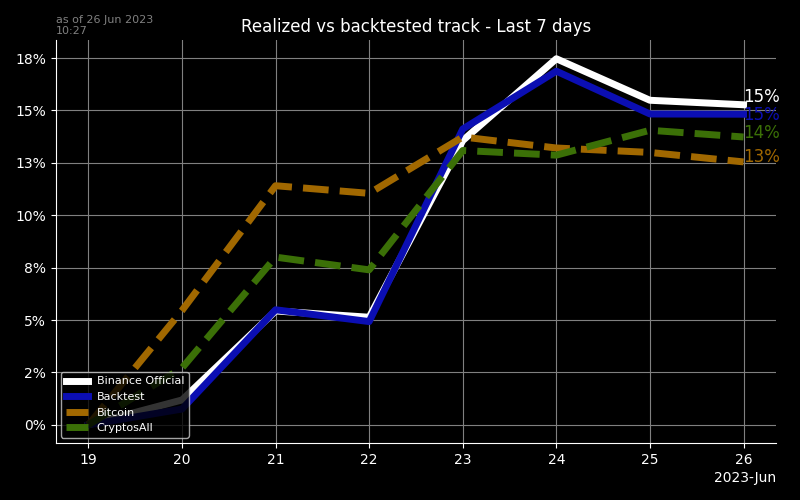 as of 26 Jun 2023
10:27
Realized vs backtested track - Last 7 days
18%
15%
13%
10%
8%
5%
2%
0%
15%
15%
14%
13%
Binance Official
Backtest
Bitcoin
CryptosAll
19 20 21 22 23 24 25 26
2023-Jun